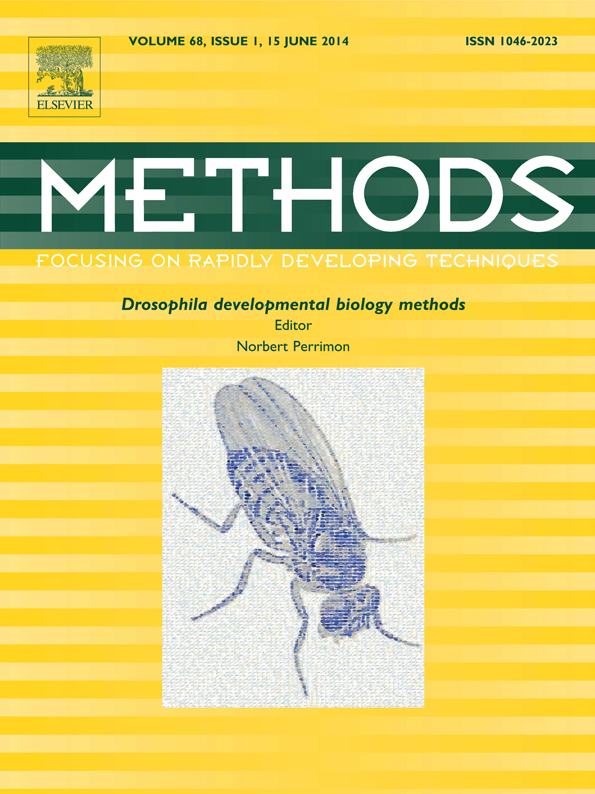 VOLUME 68, ISSUE 1, 15 JUNE 2014
ISSN 1046-2023
ELSEVIER
METHODS
FOCUSING ON RAPIDLY DEVELOPING TECHNIQUES
Drosophila developmental biology methods
Editor
Norbert Perrimon